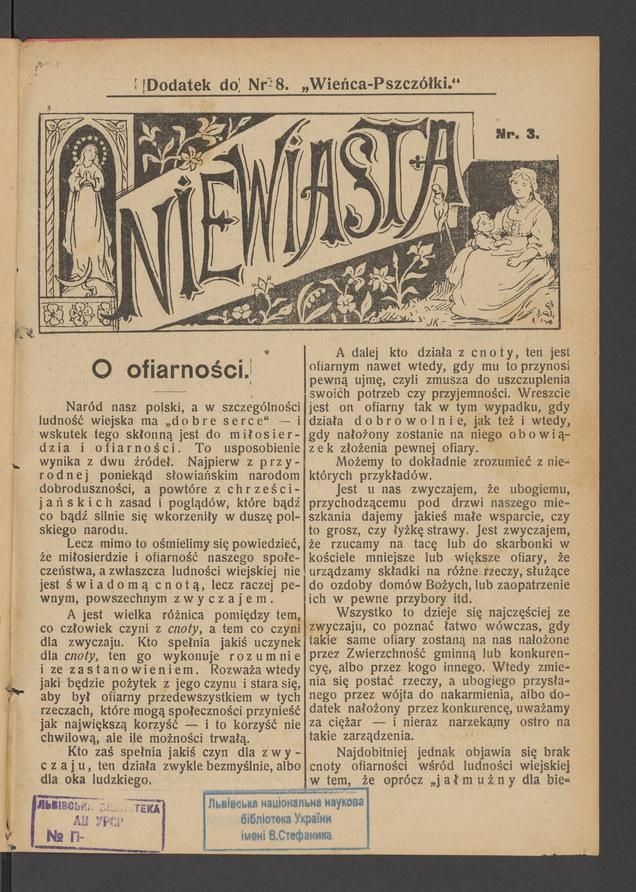 Dodatek do Nr 8. „Wieńca-Pszczółki.“
Nr. 3.
NIEWIASTA
JK
O ofiarności.
Naród nasz polski, a w szczególności
ludność wiejska ma „dobre serce“ — i
wskutek tego skłonną jest do miłosier-
dzia i ofiarności. To usposobienie
wynika z dwu źródeł. Najpierw z przy-
rodnej poniekąd słowiańskim narodom
dobroduszności, a powtóre z chrześci-
jańskich zasad i poglądów, które bądź
co bądź silnie się wkorzeniły w duszę pol-
skiego narodu.
Lecz mimo to ośmielimy się powiedzieć,
że miłosierdzie i ofiarność naszego społe-
czeństwa, a zwłaszcza ludności wiejskiej nie
jest świadomą cnotą, lecz raczej pe-
wnym, powszechnym zwyczajem.
A jest wielka różnica pomiędzy tem,
co człowiek czyni z cnoty, a tem co czyni
dla zwyczaju. Kto spełnia jakiś uczynek
dla cnoty, ten go wykonuje rozumnie
i ze zastanowieniem. Rozważa wtedy
jaki będzie pożytek z jego czynu i stara się,
aby był ofiarny przedewszystkiem w tych
rzeczach, które mogą społeczności przynieść
jak największą korzyść — i to korzyść nie
chwilową, ale ile możności trwałą.
Kto zaś spełnia jakiś czyn dla zwy-
czaju, ten działa zwykle bezmyślnie, albo
dla oka ludzkiego.
A dalej kto działa z cnoty, ten jest
ofiarnym nawet wtedy, gdy mu to przynosi
pewną ujmę, czyli zmusza do uszczuplenia
swoich potrzeb czy przyjemności. Wreszcie
jest on ofiarny tak w tym wypadku, gdy
działa dobrowolnie, jak też i wtedy,
gdy nałożony zostanie na niego obowią-
zek złożenia pewnej ofiary.
Możemy to dokładnie zrozumieć z nie-
których przykładów.
Jest u nas zwyczajem, że ubogiemu,
przychodzącemu pod drzwi naszego mie-
szkania dajemy jakieś małe wsparcie, czy
to grosz, czy łyżkę strawy. Jest zwyczajem,
że rzucamy na tacę lub do skarbonki w
kościele mniejsze lub większe ofiary, że
urządzamy składki na różne rzeczy, służące
do ozdoby domów Bożych, lub zaopatrzenie
ich w pewne przybory itd.
Wszystko to dzieje się najczęściej ze
zwyczaju, co poznać łatwo wówczas, gdy
takie same ofiary zostaną na nas nałożone
przez Zwierzchność gminną lub konkuren-
cyę, albo przez kogo innego. Wtedy zmie-
nia się postać rzeczy, a ubogiego przysła-
nego przez wójta do nakarmienia, albo do-
datek nałożony przez konkurencę, uważamy
za ciężar — i nieraz narzekamy ostro na
takie zarządzenia.
Najdobitniej jednak objawia się brak
cnoty ofiarności wśród ludności wiejskiej
w tem, że oprócz „jałmużny dla bie-
ЛЬВІВСЬКА БІБЛІОТЕКА
АН УРСР
№ П-
Львівська національна наукова
бібліотека України
імені В.Стефаника